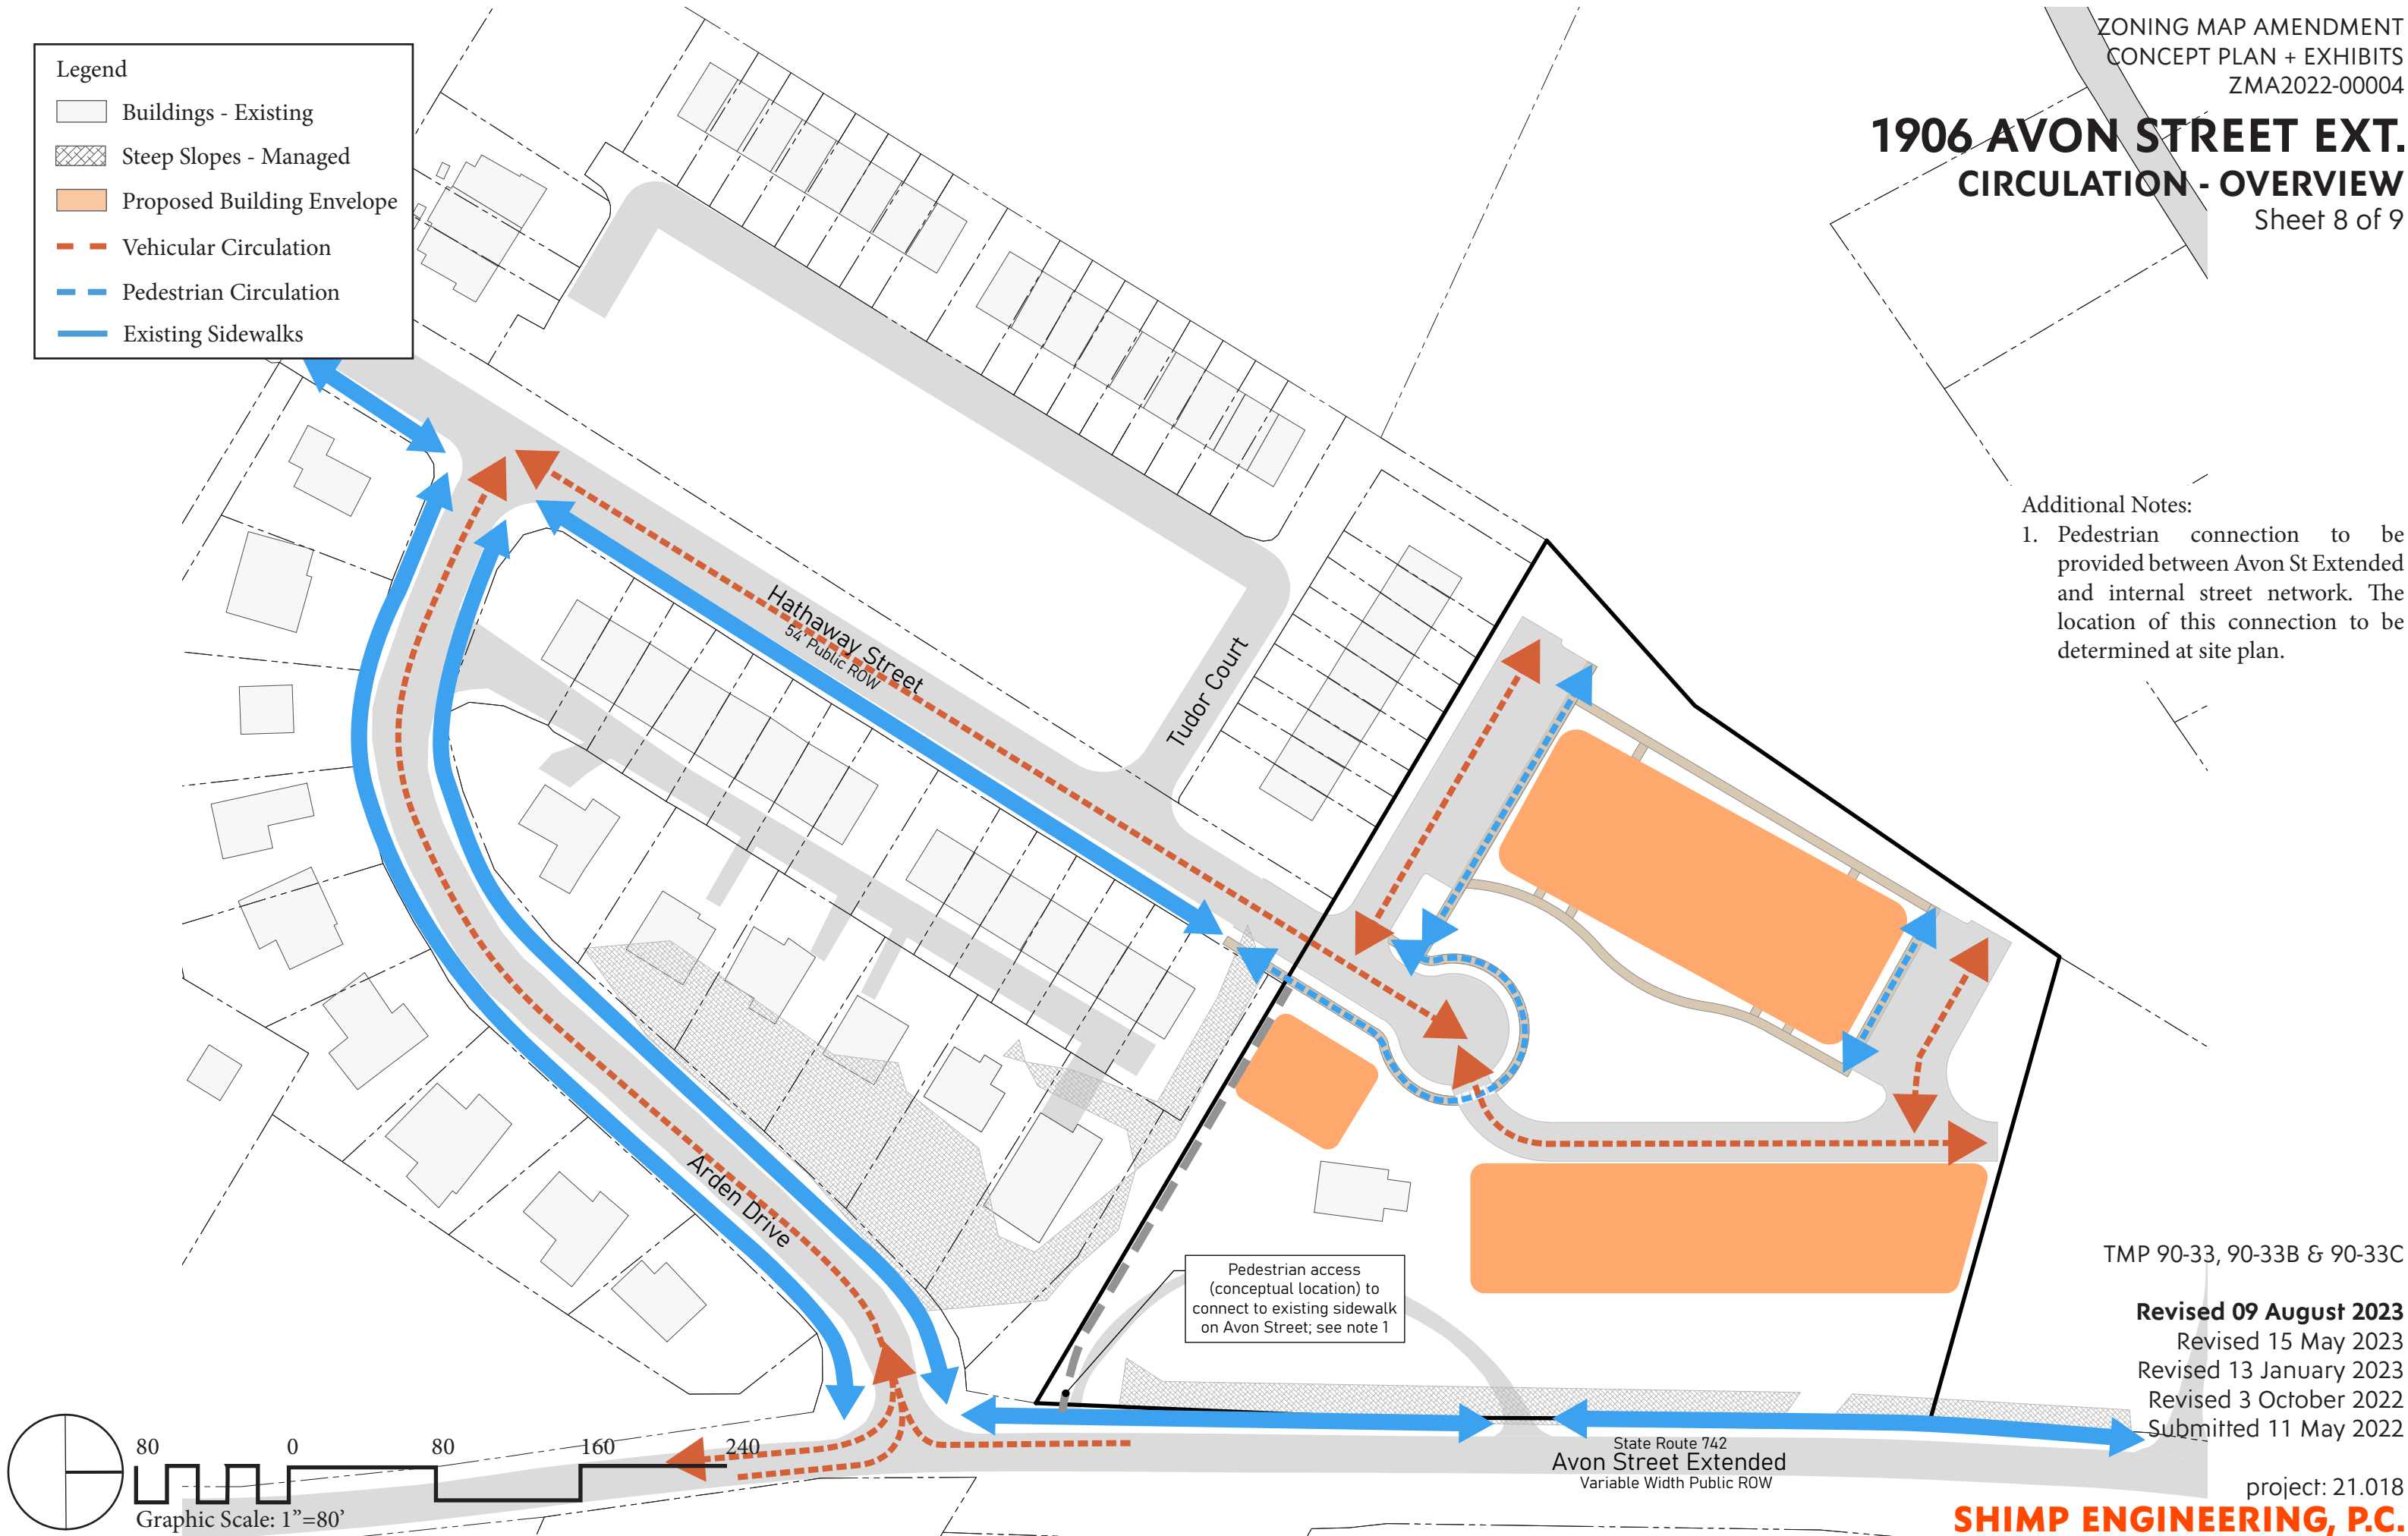 ZONING MAP AMENDMENT
CONCEPT PLAN + EXHIBITS
ZMA2022-00004
1906 AVON STREET EXT.
CIRCULATION - OVERVIEW
Sheet 8 of 9
Legend
Buildings - Existing
Steep Slopes - Managed
Proposed Building Envelope
Vehicular Circulation
Pedestrian Circulation
Existing Sidewalks
Additional Notes:
1. Pedestrian connection to be
provided between Avon St Extended
and internal street network. The
location of this connection to be
determined at site plan.
Hathaway Street
54' Public ROW
Tudor Court
Arden Drive
Pedestrian access
(conceptual location) to
connect to existing sidewalk
on Avon Street; see note 1
State Route 742
Avon Street Extended
Variable Width Public ROW
TMP 90-33, 90-33B & 90-33C
Revised 09 August 2023
Revised 15 May 2023
Revised 13 January 2023
Revised 3 October 2022
Submitted 11 May 2022
project: 21.018
SHIMP ENGINEERING, P.C.
80 0 80 160 240
Graphic Scale: 1”=80’